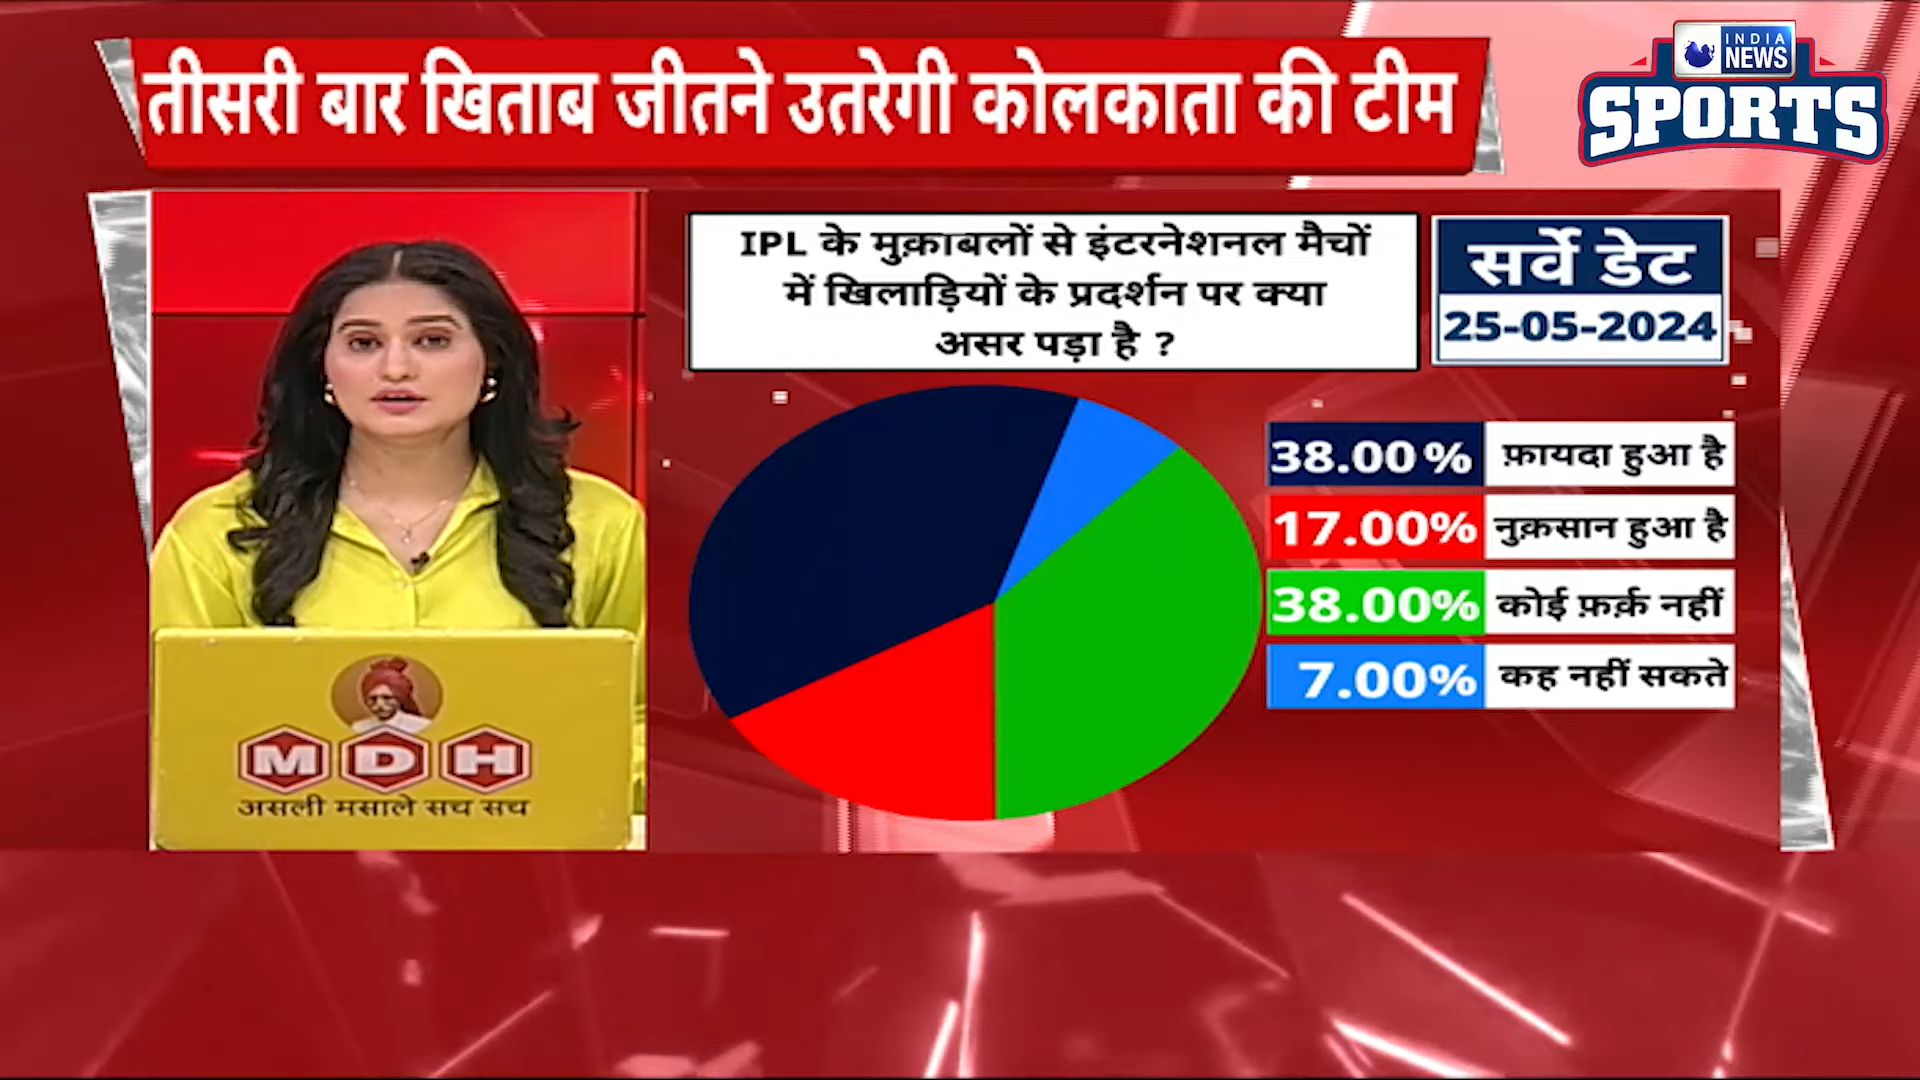 तीसरी बार खिताब जीतने उतरेगी कोलकाता की टीम
INDIA
NEWS
SPORTS
IPL के मुक़ाबलों से इंटरनेशनल मैचों
में खिलाड़ियों के प्रदर्शन पर क्या
असर पड़ा है ?
सर्वे डेट
25-05-2024
38.00% फ़ायदा हुआ है
17.00% नुक़सान हुआ है
38.00% कोई फ़र्क़ नहीं
7.00% कह नहीं सकते
MDH
असली मसाले सच सच